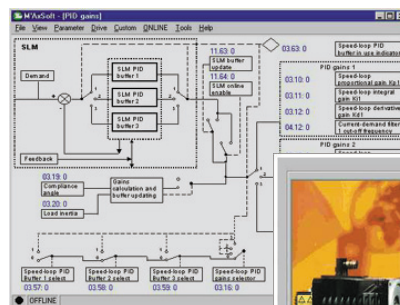 M'AxSoft - [PID gains]
File View Parameter Drive Custom ONLINE Tools Help
SLM
Demand
SLM PID buffer 1
SLM PID buffer 2
SLM PID buffer 3
Feedback
11.63: 0
SLM buffer update
11.64: 0
SLM online enable
03.63: 0
Speed-loop PID buffer in use indicator
PID gains 1
03.10: 0
Speed-loop proportional gain Kp1
03.11: 0
Speed-loop integral gain Ki1
03.12: 0
Speed-loop derivative gain Kd1
04.12: 0
Current-demand filter 1 cut-off frequency
PID gains 2
03.19: 0
Compliance angle
03.20: 0
Load inertia
Gains calculation and buffer updating
Speed-loop PID Buffer 1 select
03.57: 0
Speed-loop PID Buffer 2 select
03.58: 0
Speed-loop PID Buffer 3 select
03.59: 0
Speed-loop PID gains selector
03.16: 0
OFFLINE